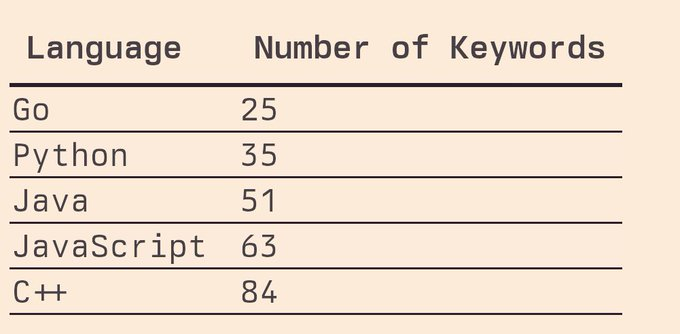 Language Number of Keywords
Go 25
Python 35
Java 51
JavaScript 63
C++ 84